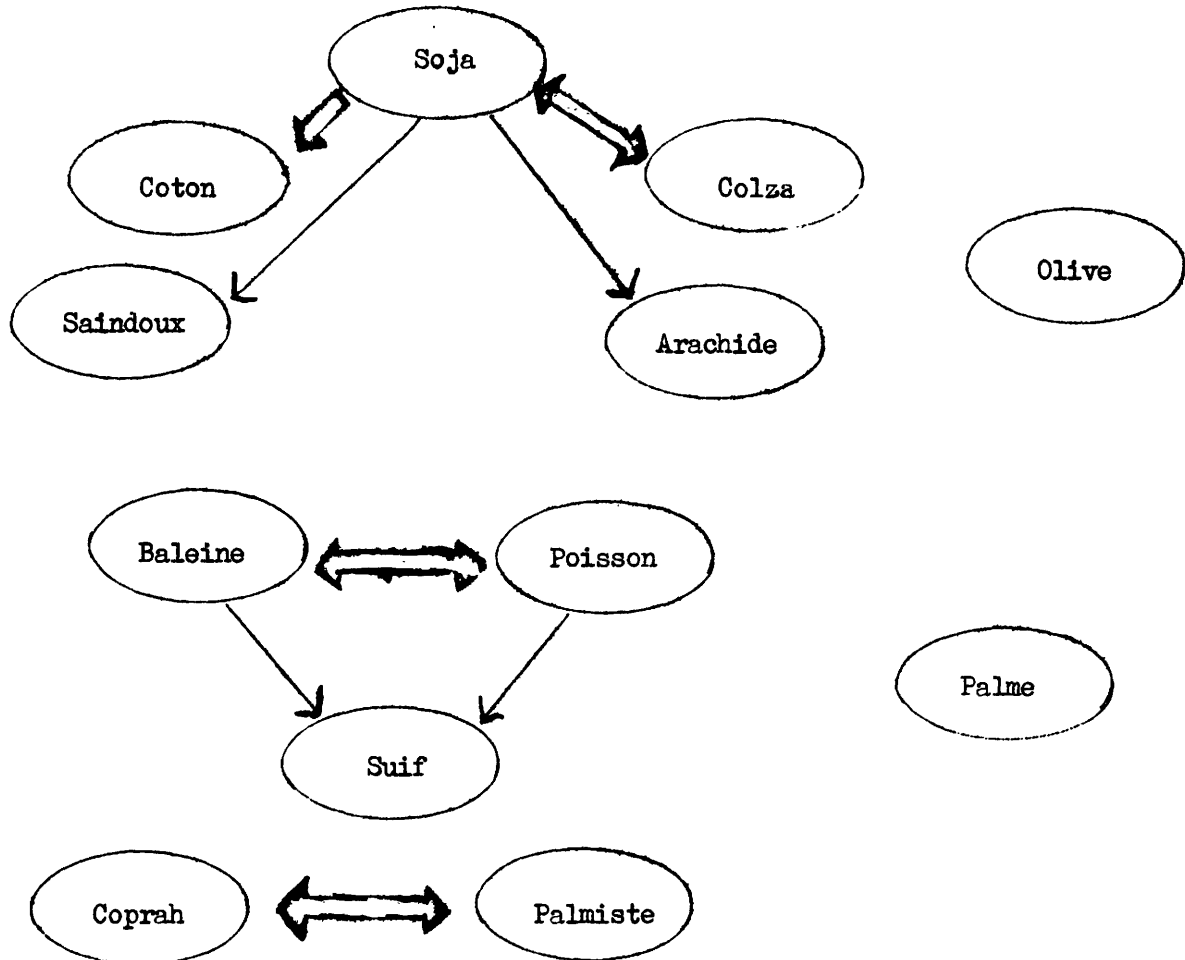 Soja
Coton
Colza
Olive
Saindoux
Arachide
Baleine
Poisson
Palme
Suif
Coprah
Palmiste